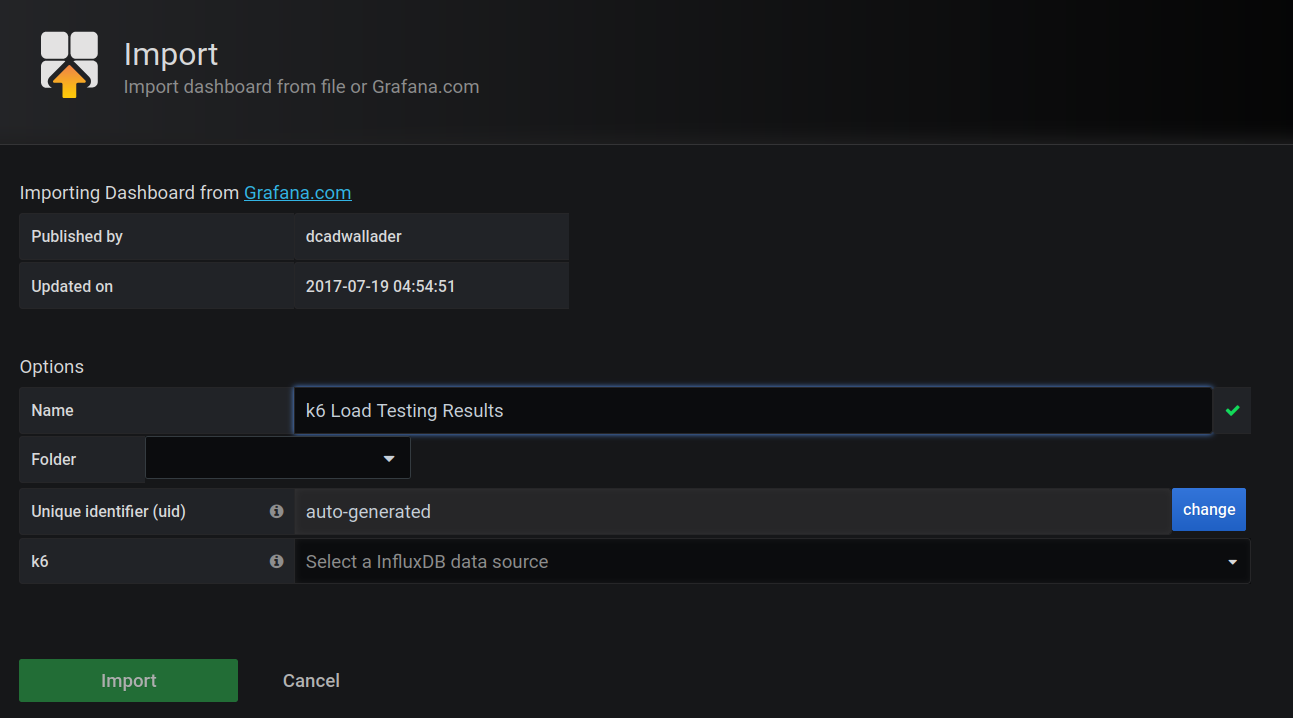 Import
Import dashboard from file or Grafana.com
Importing Dashboard from Grafana.com
Published by dcadwallader
Updated on 2017-07-19 04:54:51
Options
Name k6 Load Testing Results
Folder
Unique identifier (uid) auto-generated change
k6 Select a InfluxDB data source
Import Cancel